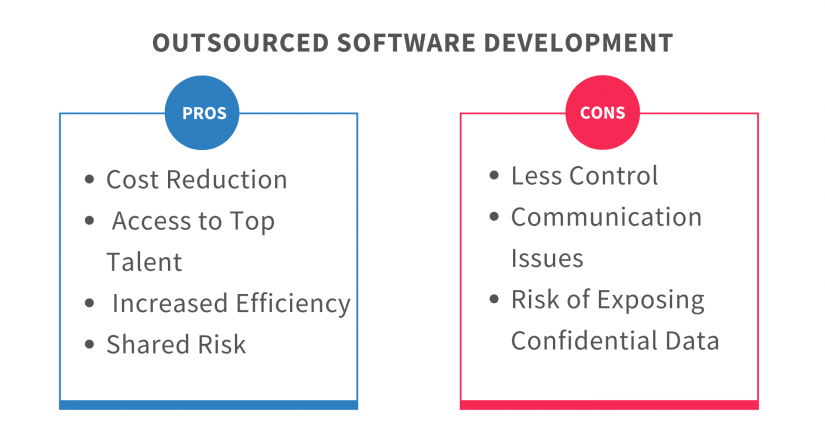 OUTSOURCED SOFTWARE DEVELOPMENT
PROS
• Cost Reduction
• Access to Top
Talent
• Increased Efficiency
• Shared Risk
CONS
• Less Control
• Communication
Issues
• Risk of Exposing
Confidential Data